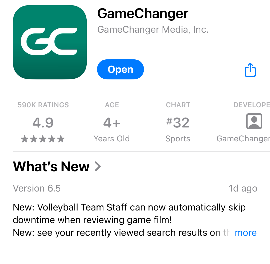 GC
GameChanger
GameChanger Media, Inc.
Open
590K RATINGS AGE CHART DEVELOPE
4.9 4+ #32
Years Old Sports GameChanger
What's New >
Version 6.5 1d ago
New: Volleyball Team Staff can now automatically skip
downtime when reviewing game film!
New: see your recently viewed search results on th more